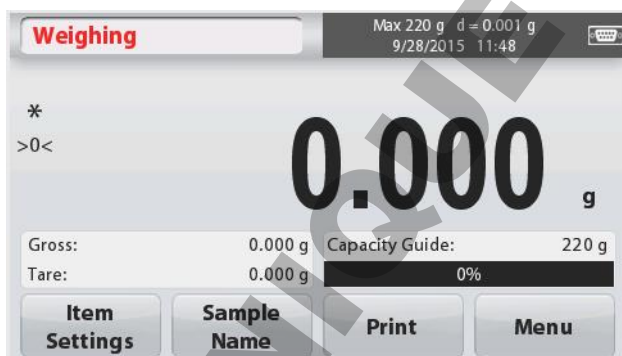 Weighing
Max 220 g d = 0.001 g
9/28/2015 11:48
*
>0<
0.000 g
Gross: 0.000 g Capacity Guide: 220 g
Tare: 0.000 g 0%
Item Settings
Sample Name
Print
Menu